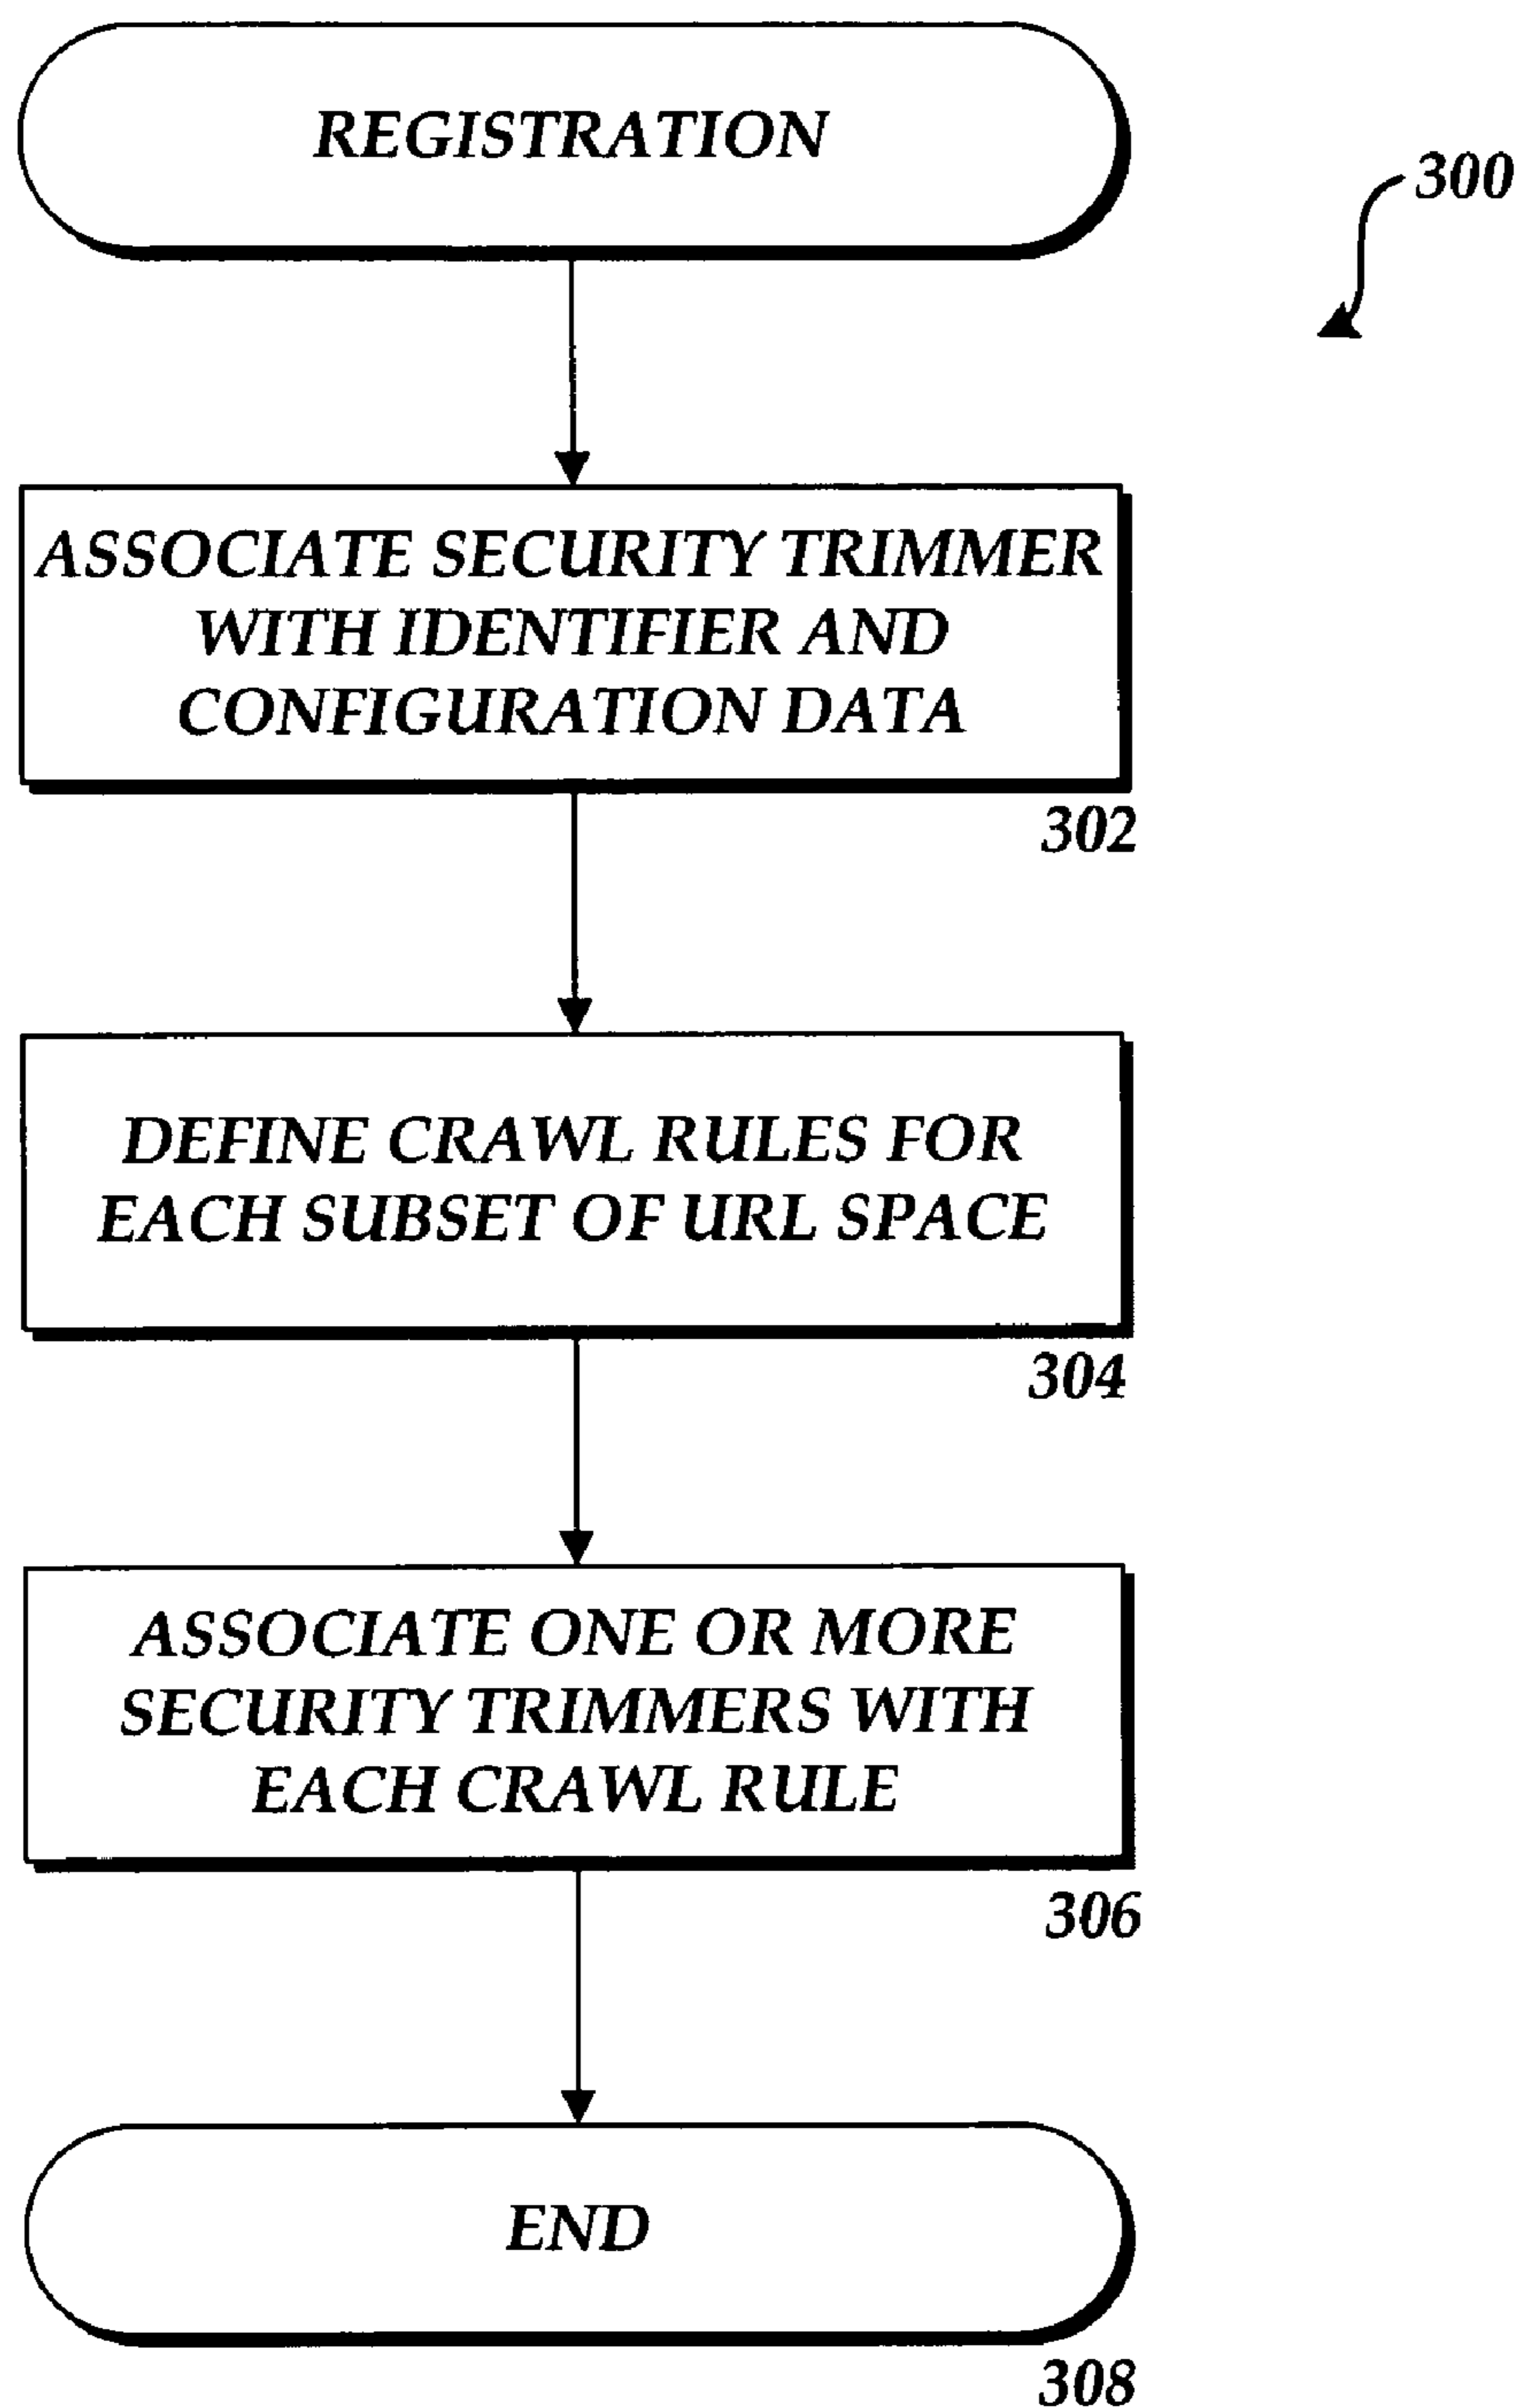 REGISTRATION
300
ASSOCIATE SECURITY TRIMMER
WITH IDENTIFIER AND
CONFIGURATION DATA
302
DEFINE CRAWL RULES FOR
EACH SUBSET OF URL SPACE
304
ASSOCIATE ONE OR MORE
SECURITY TRIMMERS WITH
EACH CRAWL RULE
306
END
308